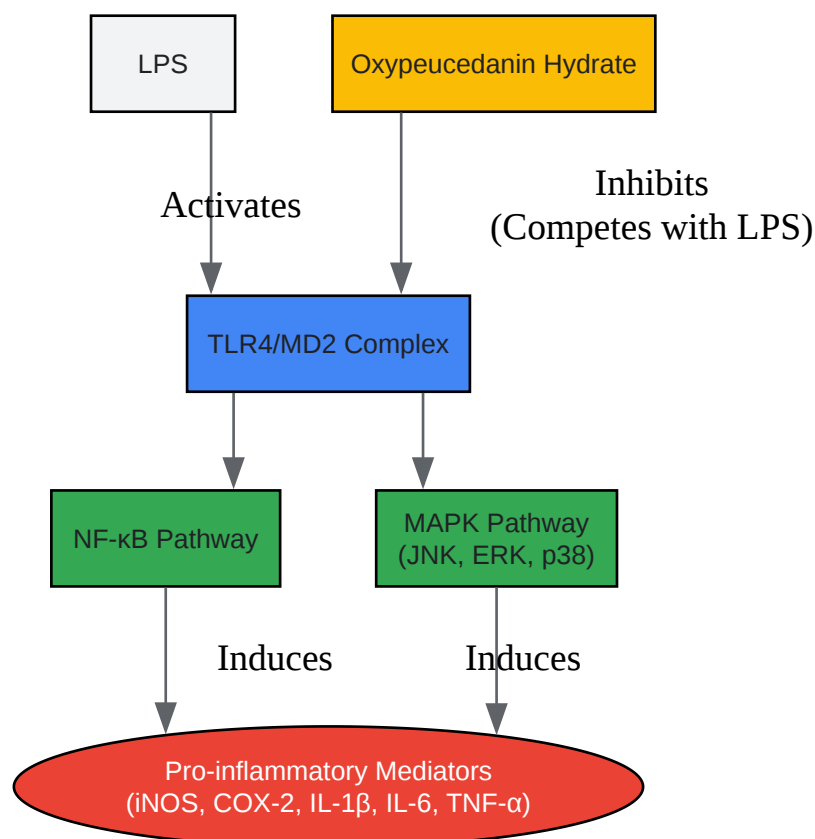 LPS
Oxypeucedanin Hydrate
Activates
Inhibits
(Competes with LPS)
TLR4/MD2 Complex
NF-κB Pathway
MAPK Pathway
(JNK, ERK, p38)
Induces
Induces
Pro-inflammatory Mediators
(iNOS, COX-2, IL-1β, IL-6, TNF-α)